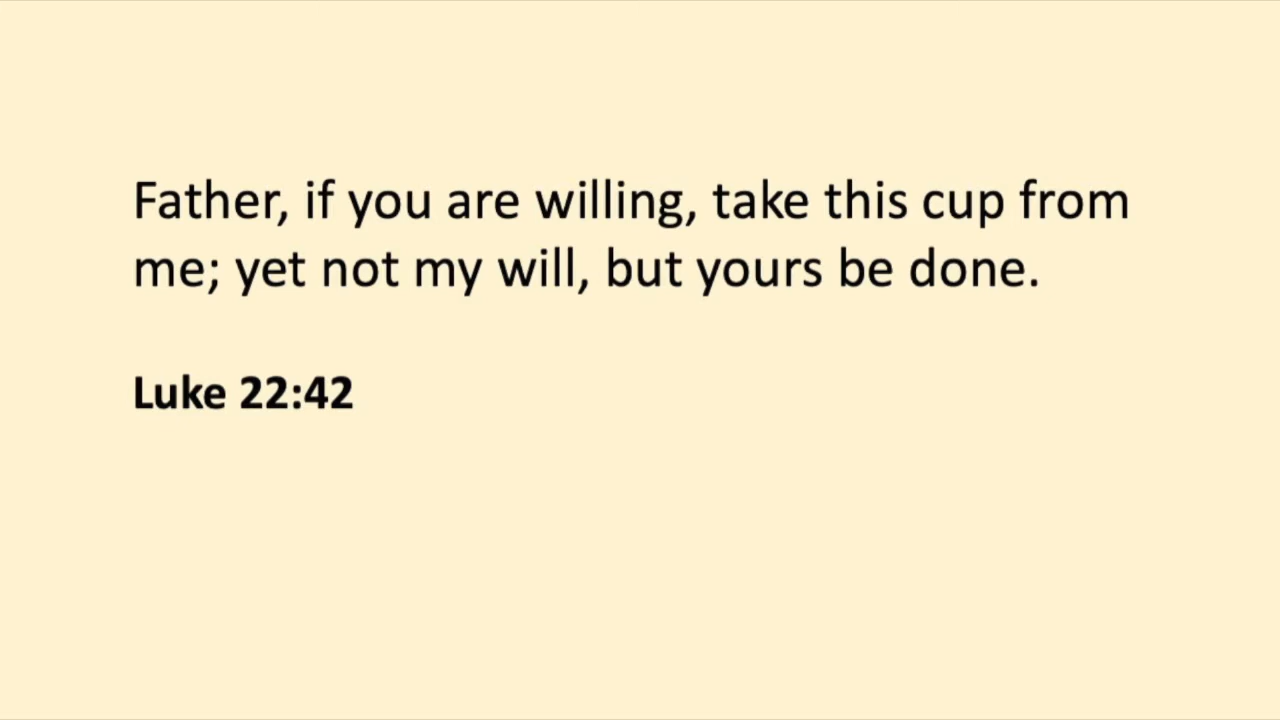 Father, if you are willing, take this cup from
me; yet not my will, but yours be done.
Luke 22:42